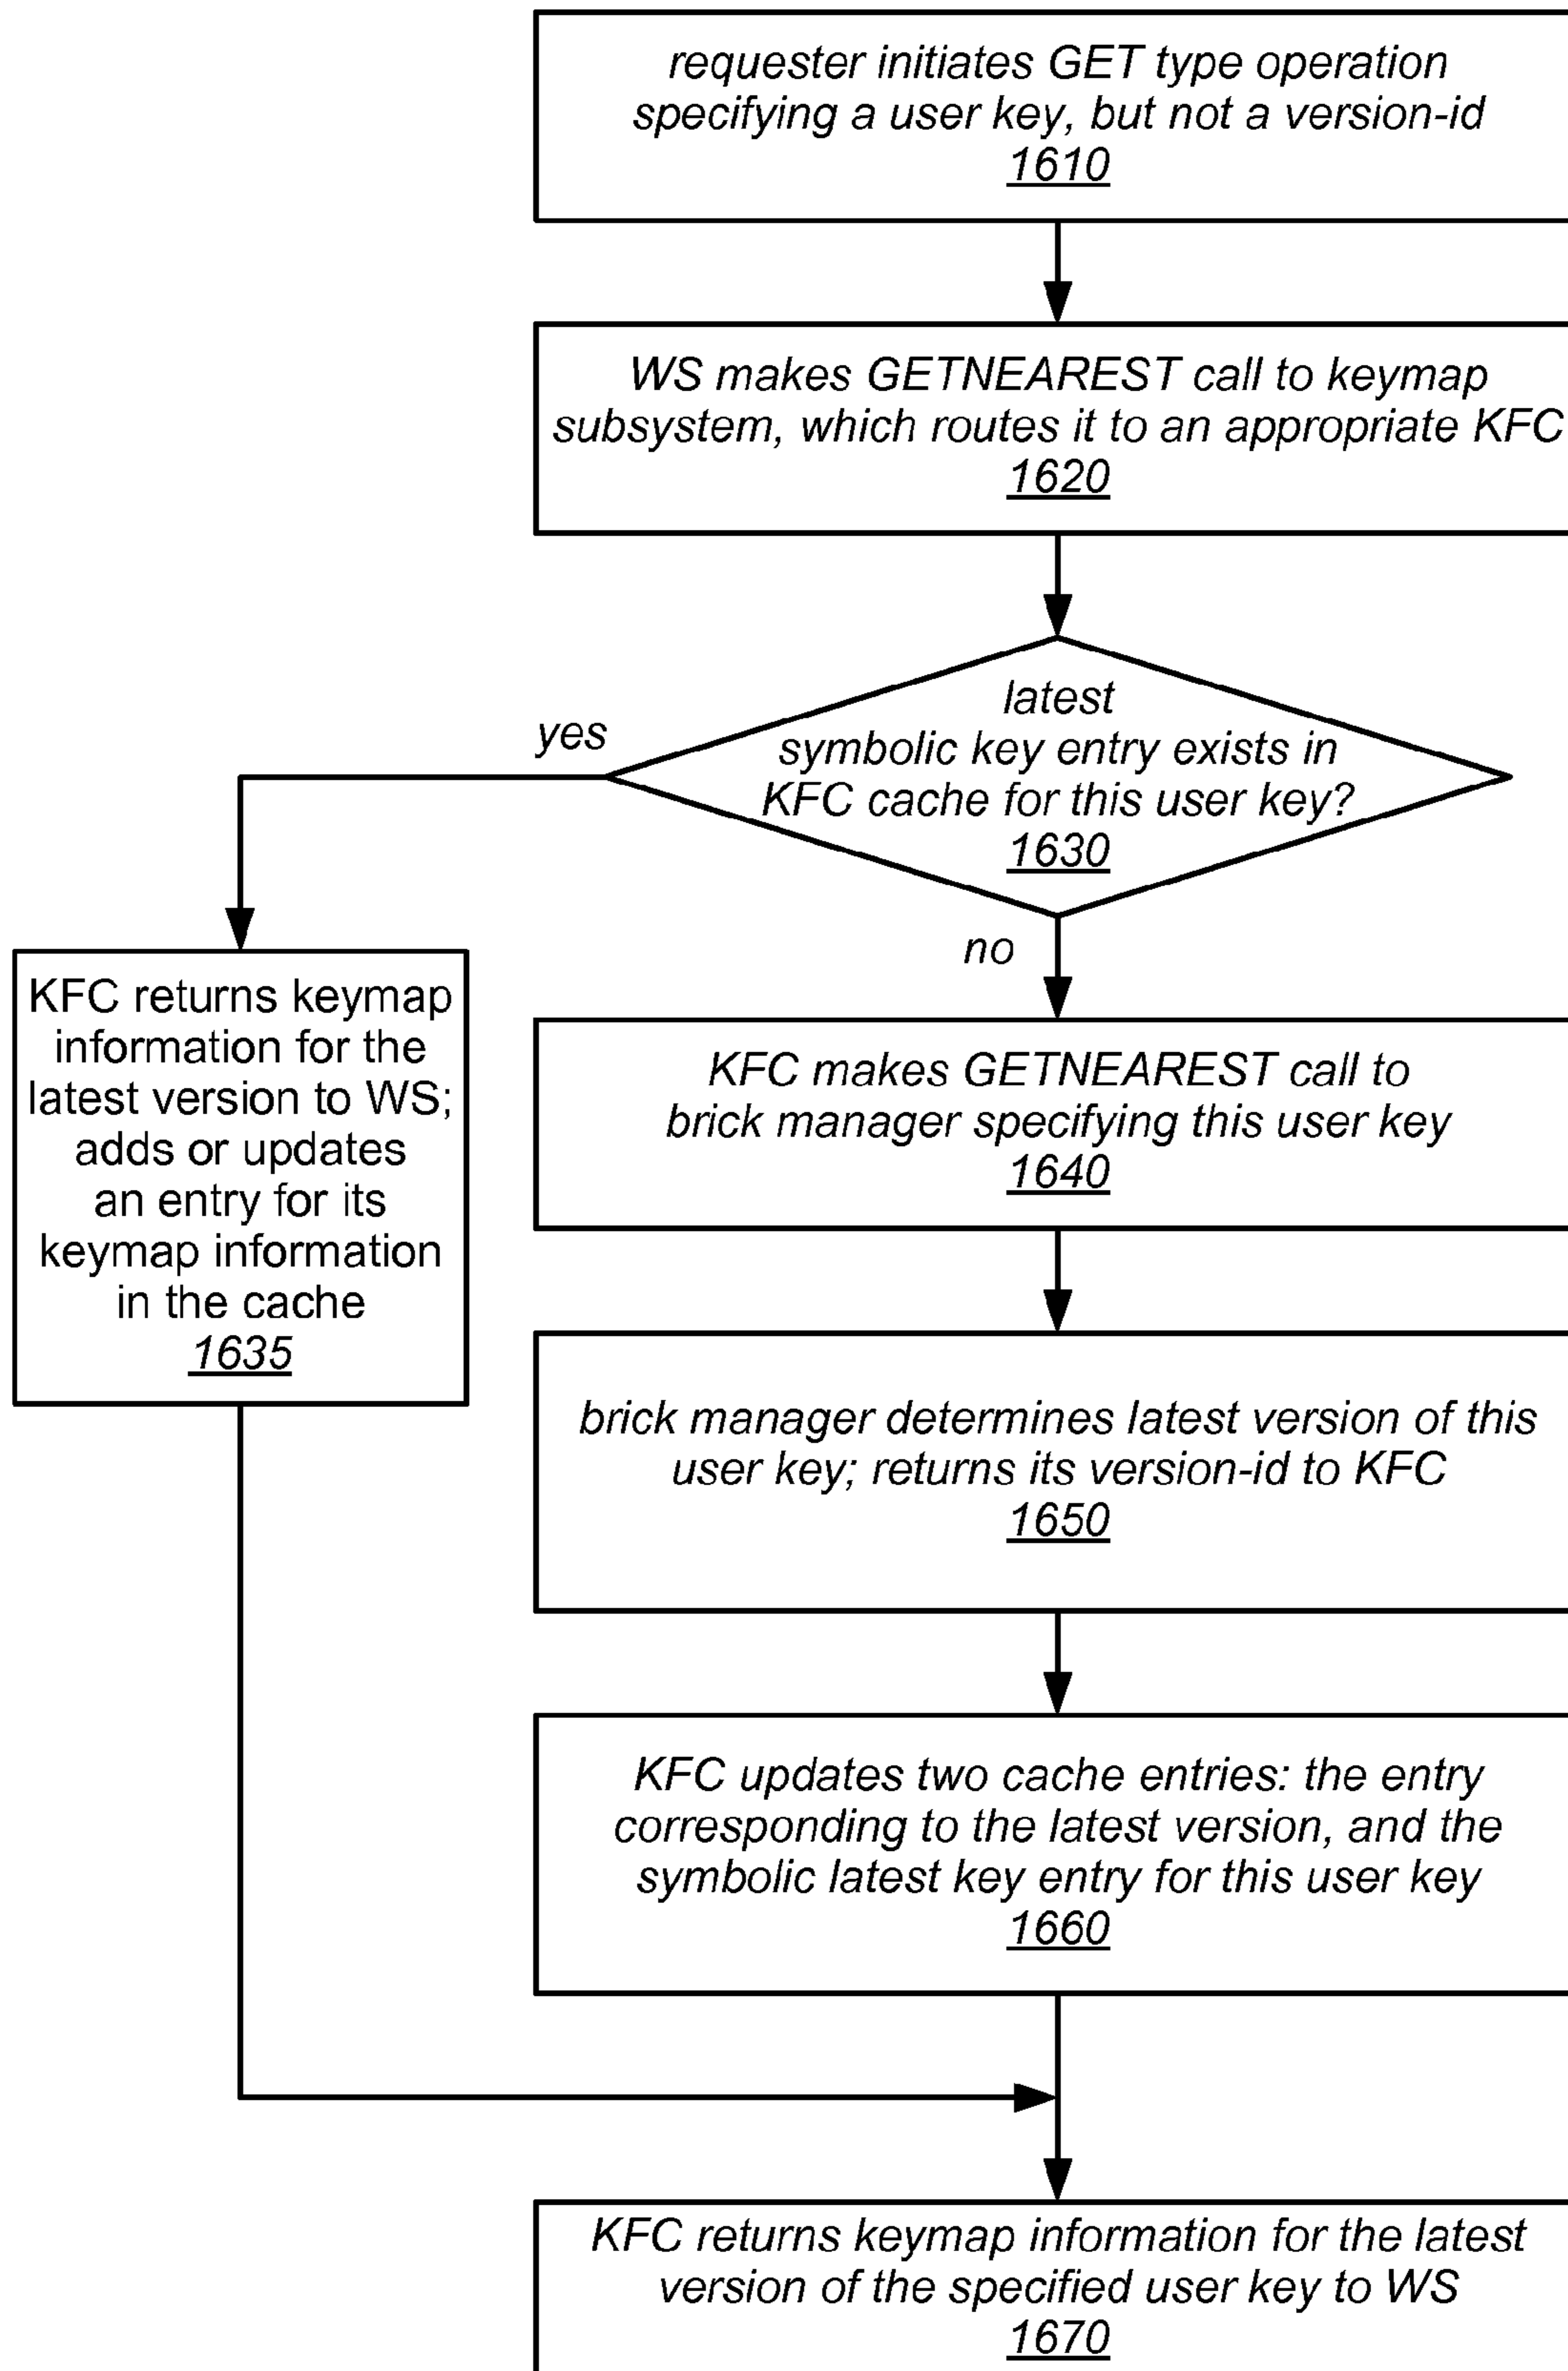 requester initiates GET type operation
specifying a user key, but not a version-id
1610
WS makes GETNEAREST call to keymap
subsystem, which routes it to an appropriate KFC
1620
latest
symbolic key entry exists in
KFC cache for this user key?
1630
yes
no
KFC returns keymap
information for the
latest version to WS;
adds or updates
an entry for its
keymap information
in the cache
1635
KFC makes GETNEAREST call to
brick manager specifying this user key
1640
brick manager determines latest version of this
user key; returns its version-id to KFC
1650
KFC updates two cache entries: the entry
corresponding to the latest version, and the
symbolic latest key entry for this user key
1660
KFC returns keymap information for the latest
version of the specified user key to WS
1670